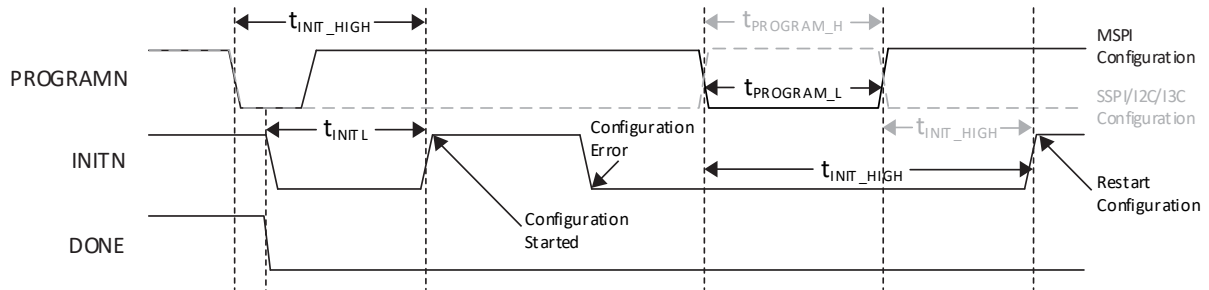 tINIT_HIGH
tPROGRAM_H
MSPI
Configuration
PROGRAMN
tPROGRAM_L
SSPI/I2C/I3C
Configuration
tINITL
Configuration
Error
tINIT_HIGH
INITN
tINIT_HIGH
Restart
Configuration
Configuration
Started
DONE